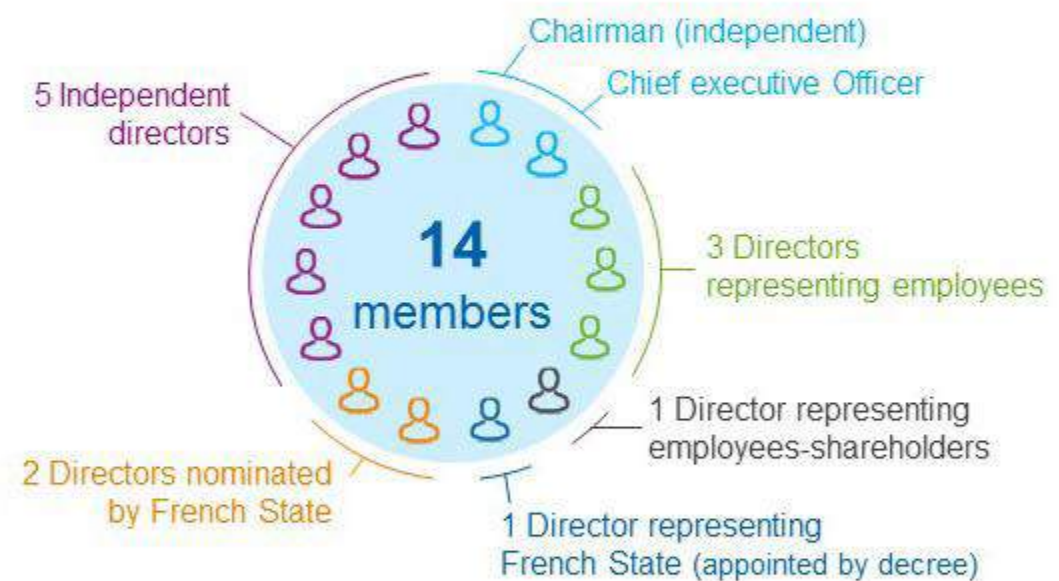 Chairman (independent)
Chief executive Officer
5 Independent
directors
14
members
3 Directors
representing employees
1 Director representing
employees-shareholders
2 Directors nominated
by French State
1 Director representing
French State (appointed by decree)